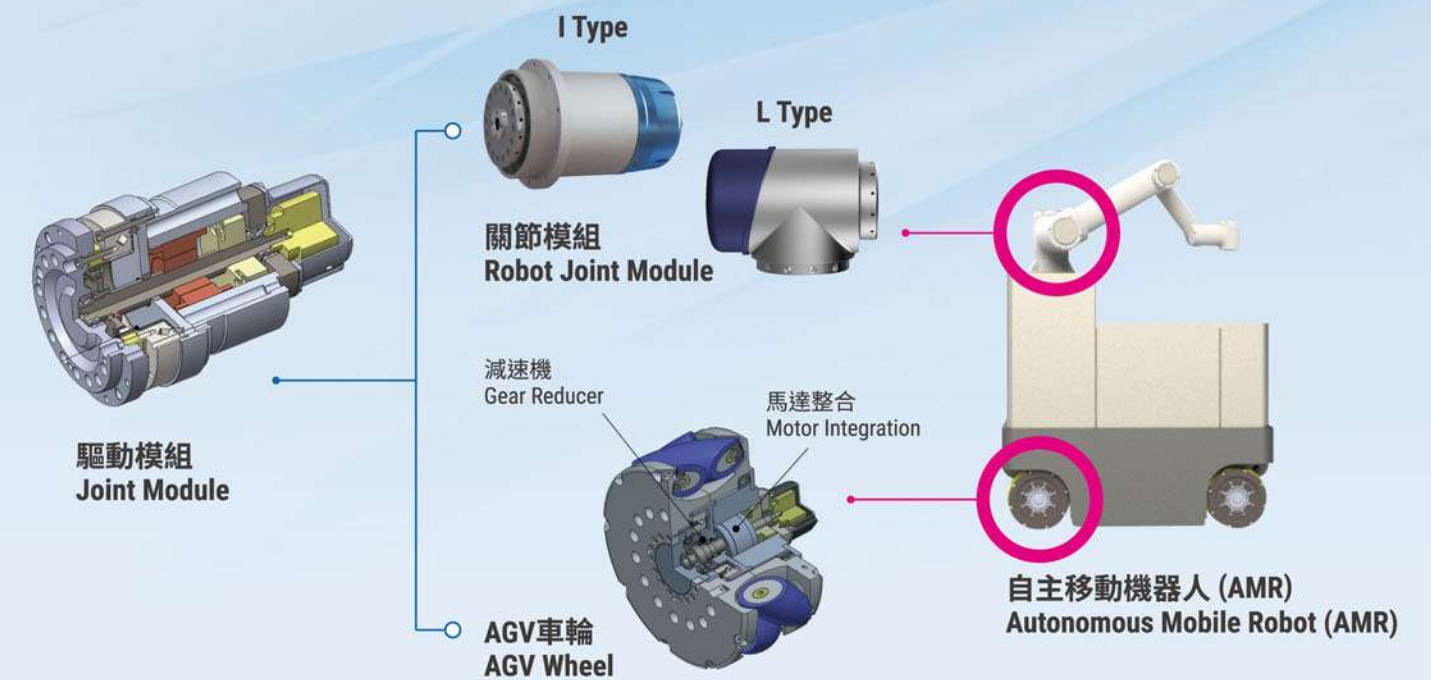 I Type
L Type
關節模組
Robot Joint Module
減速機
Gear Reducer
馬達整合
Motor Integration
驅動模組
Joint Module
AGV車輪
AGV Wheel
自主移動機器人 (AMR)
Autonomous Mobile Robot (AMR)